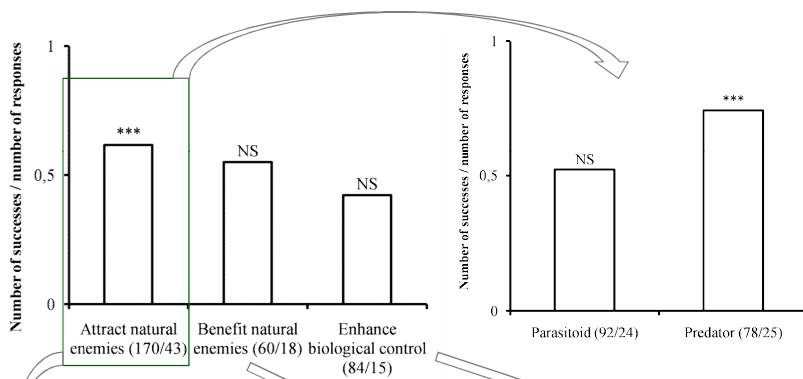 Number of successes / number of responses
1
0,5
0
***
NS
NS
Attract natural
enemies (170/43)
Benefit natural
enemies (60/18)
Enhance
biological control
(84/15)
Number of successes / number of responses
1
0,5
0
NS
***
Parasitoid (92/24)
Predator (78/25)